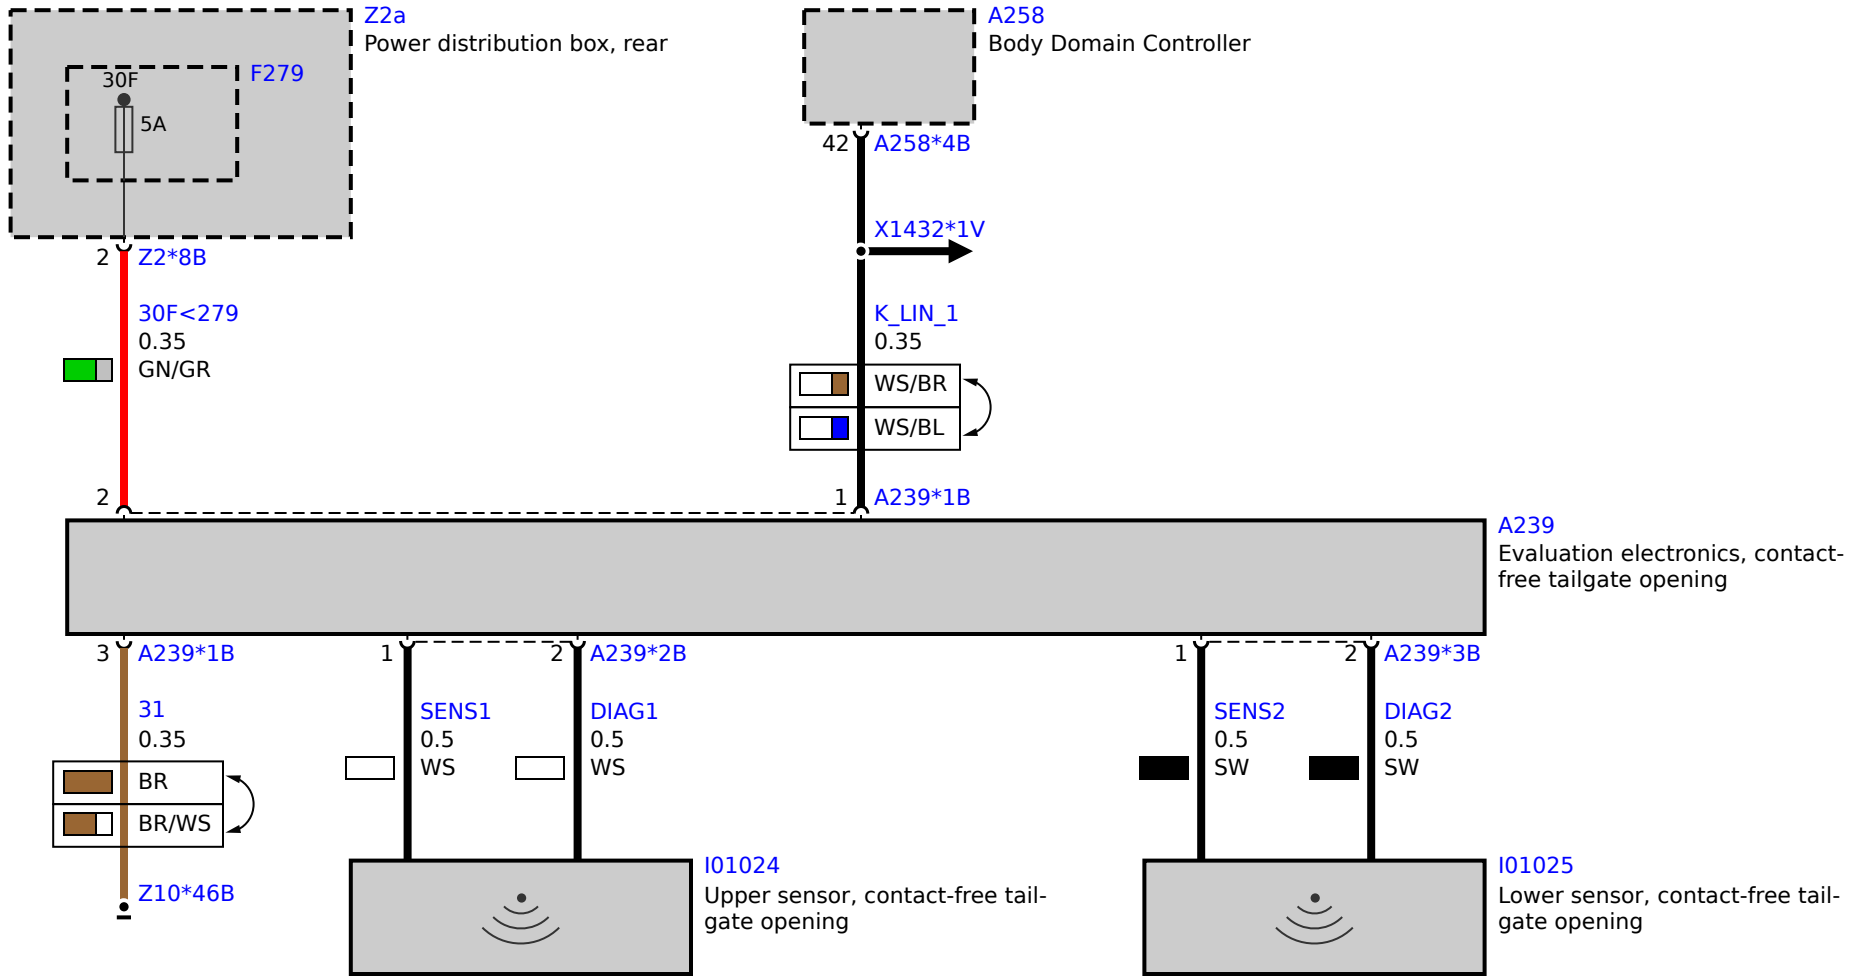 Z2a
Power distribution box, rear
30F
F279
5A
A258
Body Domain Controller
42
A258*4B
2
Z2*8B
X1432*1V
30F<279
0.35
GN/GR
K_LIN_1
0.35
WS/BR
WS/BL
2
1
A239*1B
A239
Evaluation electronics, contact-
free tailgate opening
3
A239*1B
1
2
A239*2B
1
2
A239*3B
31
0.35
BR
BR/WS
SENS1
0.5
WS
DIAG1
0.5
WS
SENS2
0.5
SW
DIAG2
0.5
SW
Z10*46B
I01024
Upper sensor, contact-free tail-
gate opening
I01025
Lower sensor, contact-free tail-
gate opening